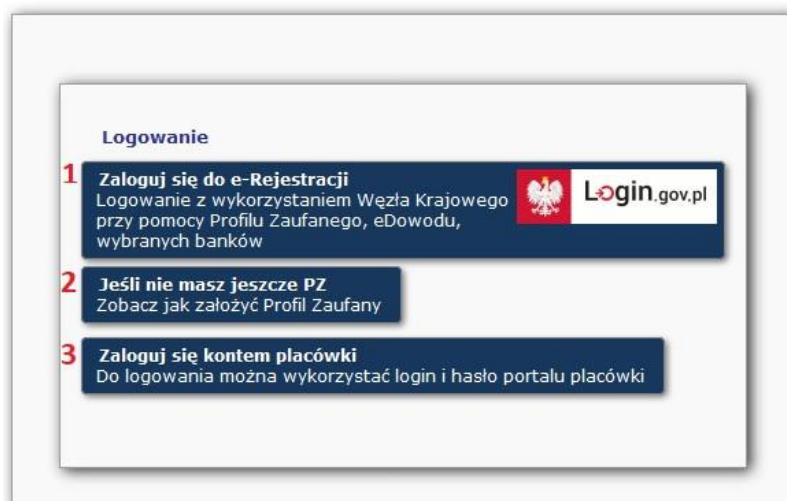 Logowanie
1
Zaloguj się do e-Rejestracji
Logowanie z wykorzystaniem Węzła Krajowego
przy pomocy Profilu Zaufanego, eDowodu,
wybranych banków
Login.gov.pl
2
Jeśli nie masz jeszcze PZ
Zobacz jak założyć Profil Zaufany
3
Zaloguj się kontem placówki
Do logowania można wykorzystać login i hasło portalu placówki